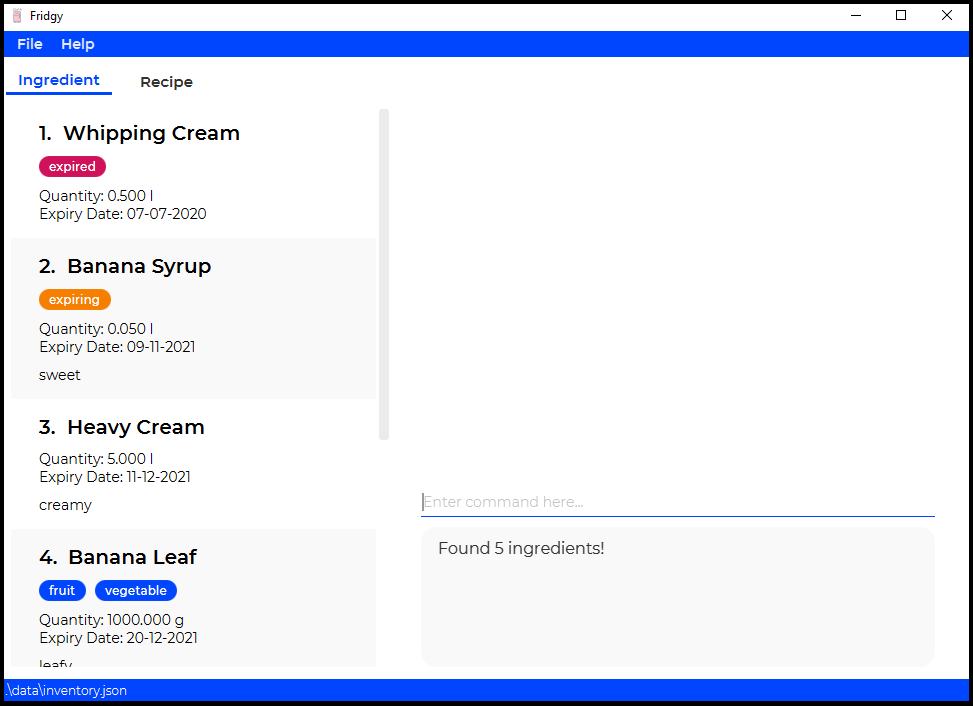 Fridgy
File Help
Ingredient Recipe
1. Whipping Cream
expired
Quantity: 0.500 l
Expiry Date: 07-07-2020
2. Banana Syrup
expiring
Quantity: 0.050 l
Expiry Date: 09-11-2021
sweet
3. Heavy Cream
Quantity: 5.000 l
Expiry Date: 11-12-2021
creamy
4. Banana Leaf
fruit vegetable
Quantity: 1000.000 g
Expiry Date: 20-12-2021
leafy
Enter command here...
Found 5 ingredients!
.\data\inventory.json